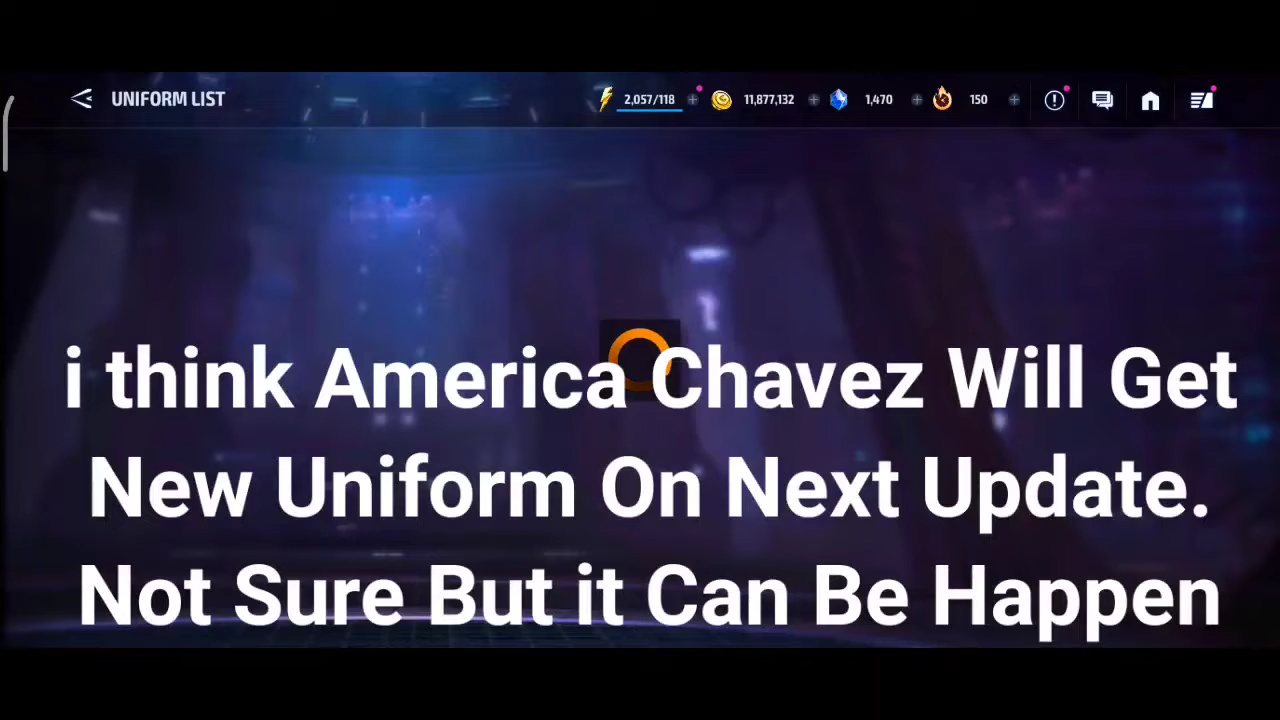 UNIFORM LIST 2,057/118 11,877,132 1,470 150
i think America Chavez Will Get
New Uniform On Next Update.
Not Sure But it Can Be Happen